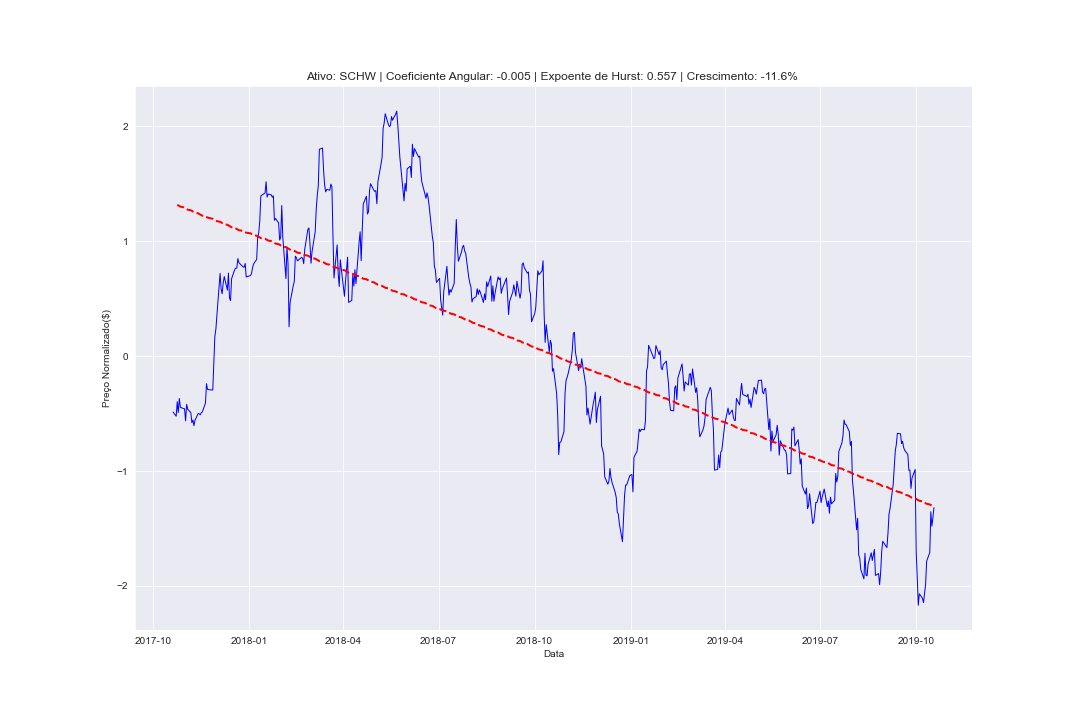 Ativo: SCHW | Coeficiente Angular: -0.005 | Expoente de Hurst: 0.557 | Crescimento: -11.6%
Preço Normalizado($)
2
1
0
−1
−2
2017-10 2018-01 2018-04 2018-07 2018-10 2019-01 2019-04 2019-07 2019-10
Data